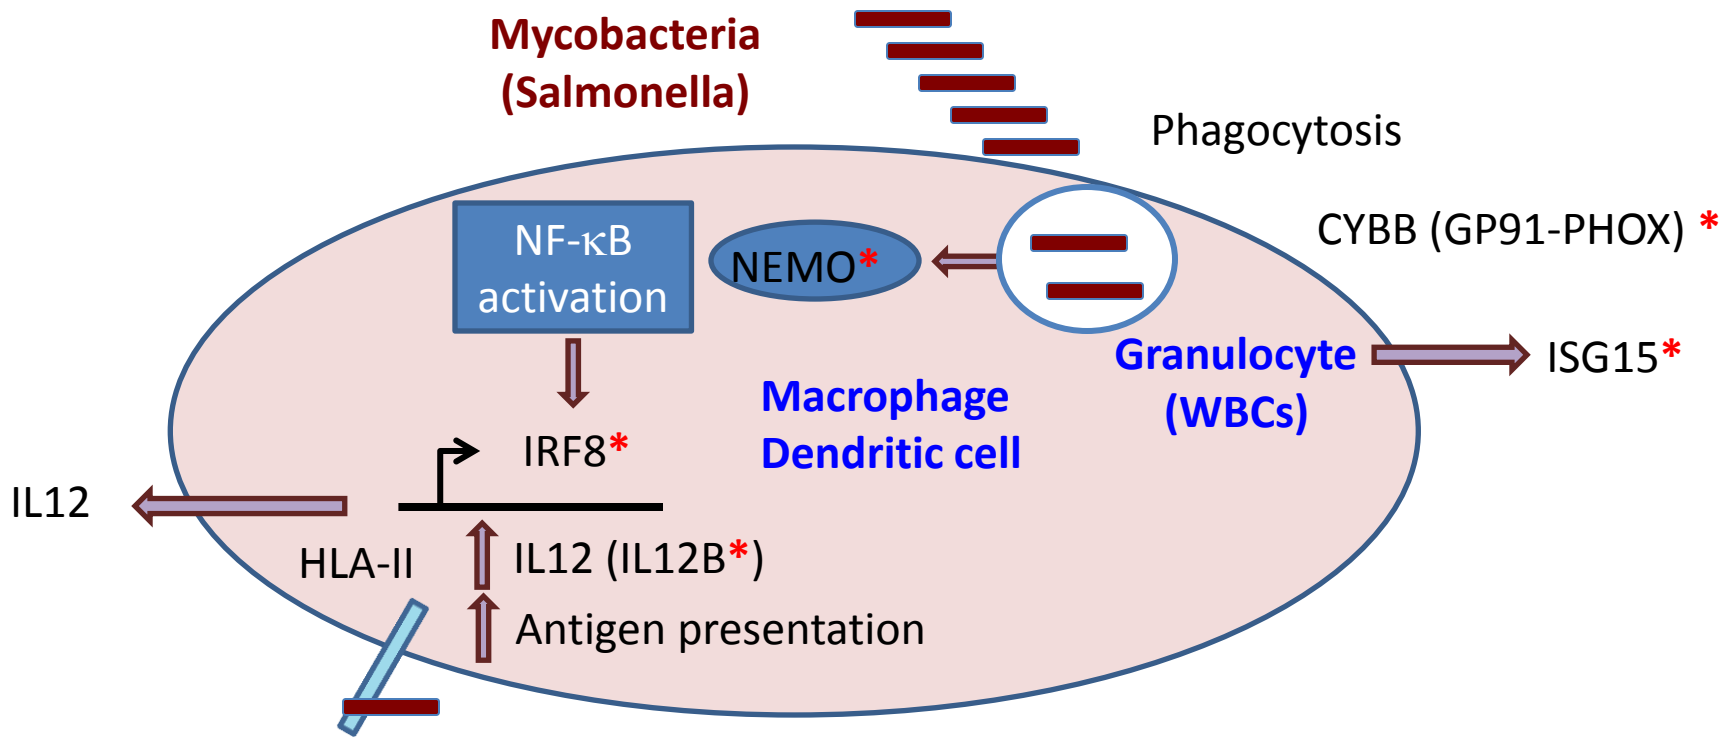 Mycobacteria
(Salmonella)
Phagocytosis
CYBB (GP91-PHOX) *
NF-κB
activation
NEMO*
Granulocyte
(WBCs)
ISG15*
Macrophage
Dendritic cell
IRF8*
IL12
HLA-II
IL12 (IL12B*)
Antigen presentation